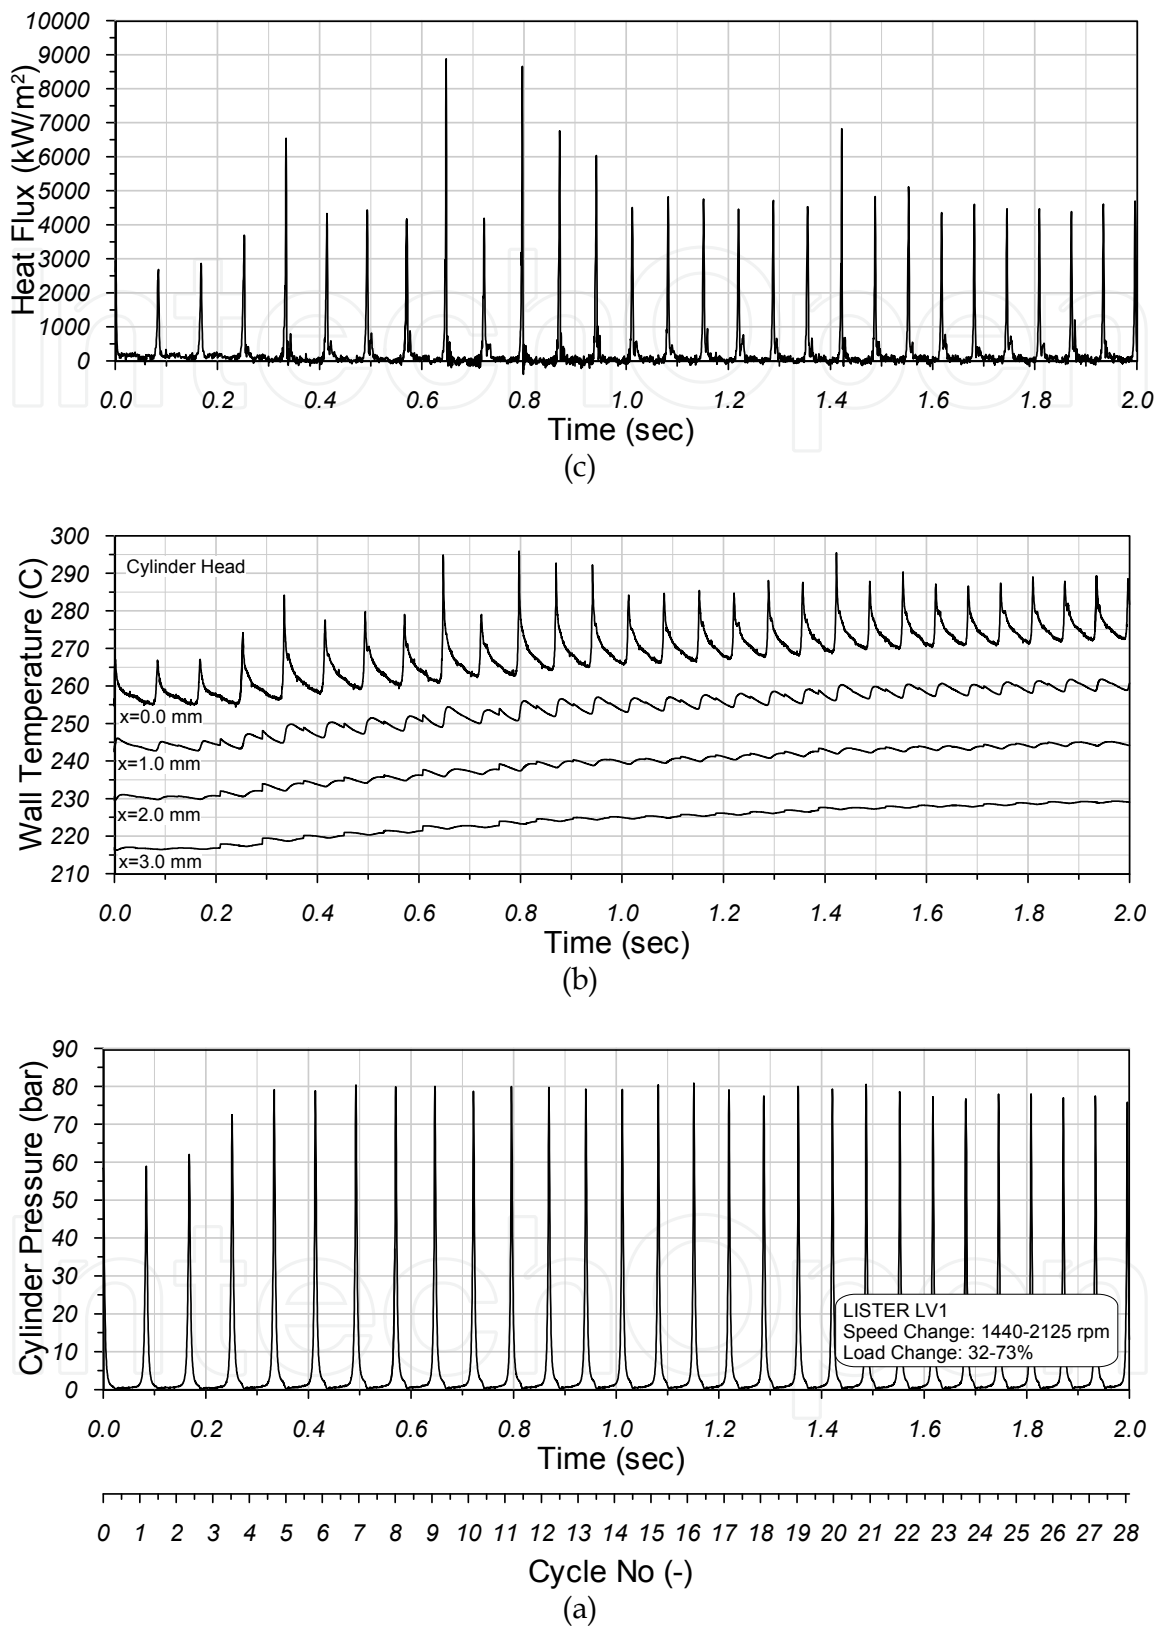 10000
9000
8000
7000
6000
5000
4000
3000
2000
1000
0
Heat Flux (kW/m²)
0.0 0.2 0.4 0.6 0.8 1.0 1.2 1.4 1.6 1.8 2.0
Time (sec)
(c)
300
290
280
270
260
250
240
230
220
210
Wall Temperature (C)
Cylinder Head
x=0.0 mm
x=1.0 mm
x=2.0 mm
x=3.0 mm
0.0 0.2 0.4 0.6 0.8 1.0 1.2 1.4 1.6 1.8 2.0
Time (sec)
(b)
90
80
70
60
50
40
30
20
10
0
Cylinder Pressure (bar)
LISTER LV1
Speed Change: 1440-2125 rpm
Load Change: 32-73%
0.0 0.2 0.4 0.6 0.8 1.0 1.2 1.4 1.6 1.8 2.0
Time (sec)
0 1 2 3 4 5 6 7 8 9 10 11 12 13 14 15 16 17 18 19 20 21 22 23 24 25 26 27 28
Cycle No (-)
(a)
IntechOpen
IntechOpen